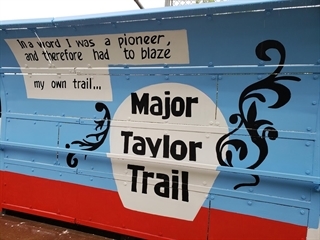 In a word I was a pioneer,
and therefore had to blaze
my own trail...
Major
Taylor
Trail